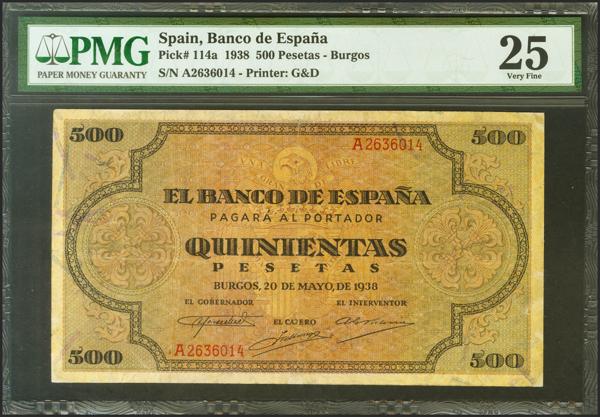 PMG
PAPER MONEY GUARANTY
Spain, Banco de España
Pick# 114a 1938 500 Pesetas - Burgos
S/N A2636014 - Printer: G&D
25
Very Fine
500
500
A2636014
EL BANCO DE ESPAÑA
PAGARÁ AL PORTADOR
QUINIENTAS
PESETAS
BURGOS, 20 DE MAYO, DE 1938
EL GOBERNADOR
EL INTERVENTOR
EL CAJERO
A2636014
500
500